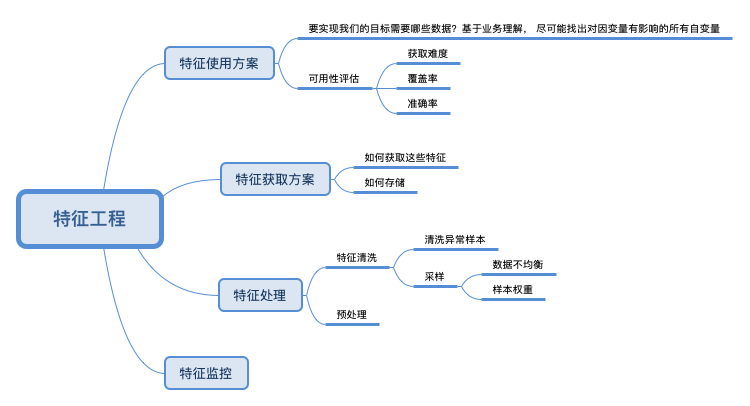 要实现我们的目标需要哪些数据？基于业务理解， 尽可能找出对因变量有影响的所有自变量
特征使用方案
获取难度
可用性评估
覆盖率
准确率
如何获取这些特征
特征获取方案
如何存储
特征工程
清洗异常样本
特征清洗
数据不均衡
采样
样本权重
特征处理
预处理
特征监控